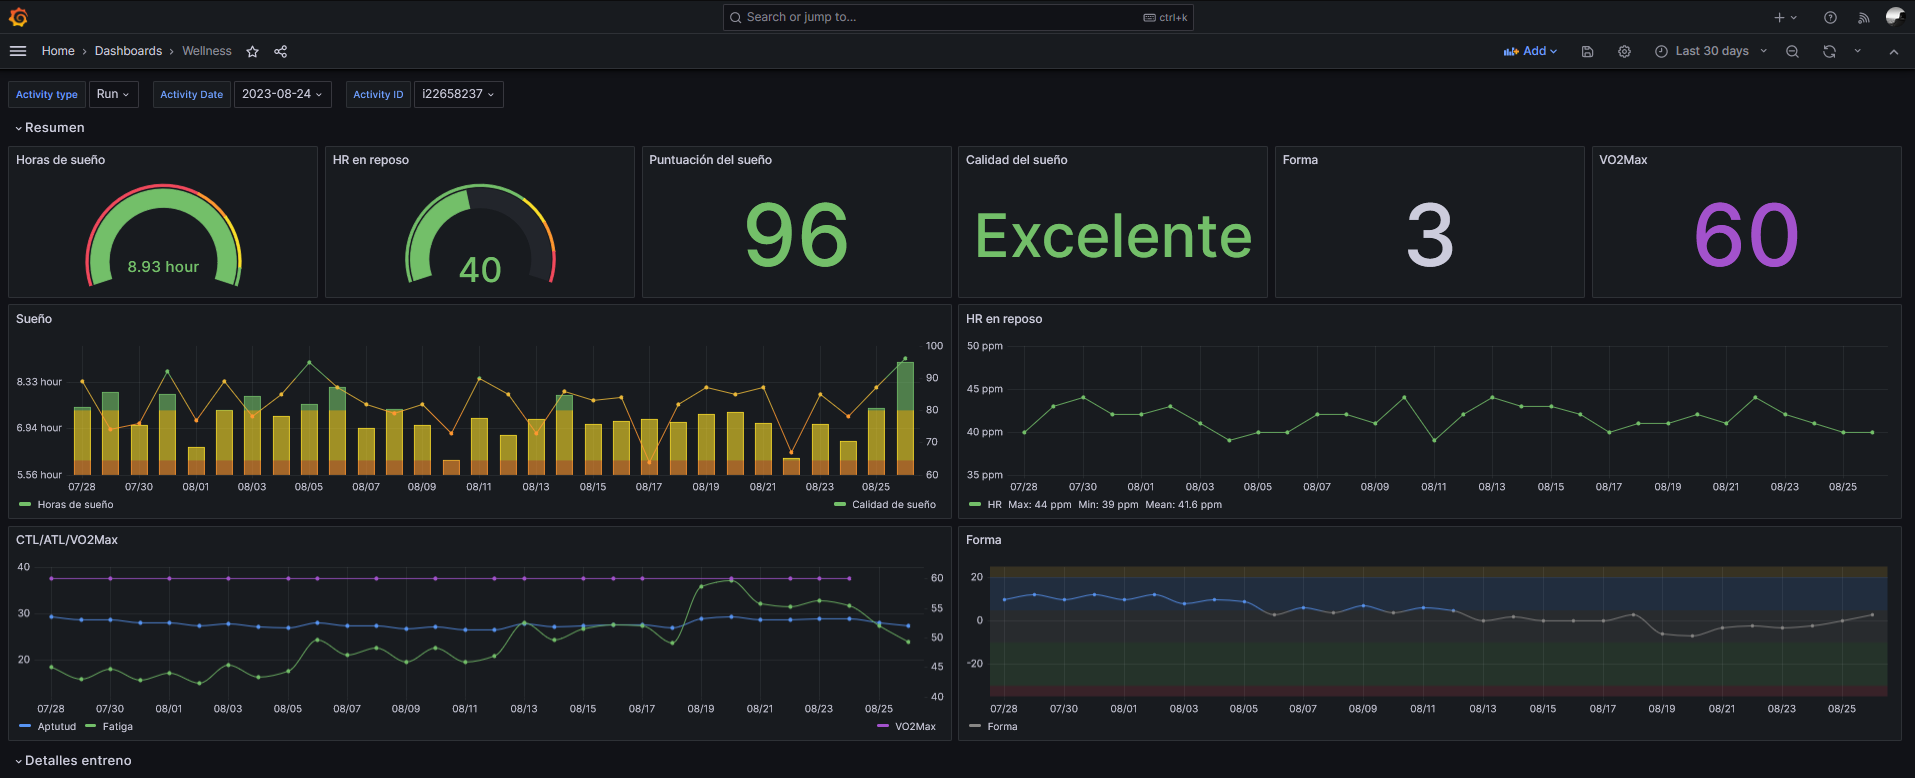 Search or jump to...
ctrl+k
Home › Dashboards › Wellness
Add
Last 30 days
Activity type
Run
Activity Date
2023-08-24
Activity ID
i22658237
Resumen
Horas de sueño
8.93 hour
HR en reposo
40
Puntuación del sueño
96
Calidad del sueño
Excelente
Forma
3
VO2Max
60
Sueño
8.33 hour
6.94 hour
5.56 hour
100
90
80
70
60
07/28 07/30 08/01 08/03 08/05 08/07 08/09 08/11 08/13 08/15 08/17 08/19 08/21 08/23 08/25
Horas de sueño
Calidad de sueño
HR en reposo
50 ppm
45 ppm
40 ppm
35 ppm
07/28 07/30 08/01 08/03 08/05 08/07 08/09 08/11 08/13 08/15 08/17 08/19 08/21 08/23 08/25
HR Max: 44 ppm Min: 39 ppm Mean: 41.6 ppm
CTL/ATL/VO2Max
40
30
20
60
55
50
45
40
07/28 07/30 08/01 08/03 08/05 08/07 08/09 08/11 08/13 08/15 08/17 08/19 08/21 08/23 08/25
Aptutud Fatiga
VO2Max
Forma
20
0
-20
07/28 07/30 08/01 08/03 08/05 08/07 08/09 08/11 08/13 08/15 08/17 08/19 08/21 08/23 08/25
Forma
Detalles entreno